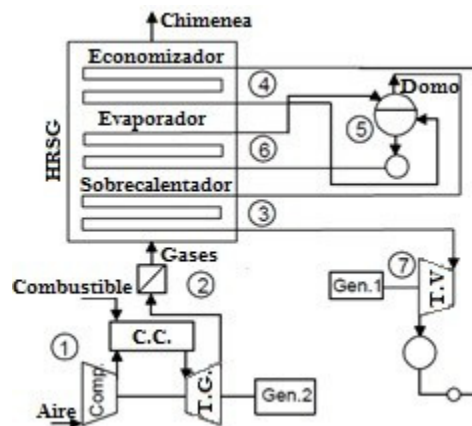 Chimenea
Economizador
④
Domo
⑤
Evaporador
⑥
HRSG
Sobrecalentador
③
Gases
Combustible
②
⑦
Gen.1
T.V
①
C.C.
Comp.
T.G.
Gen.2
Aire